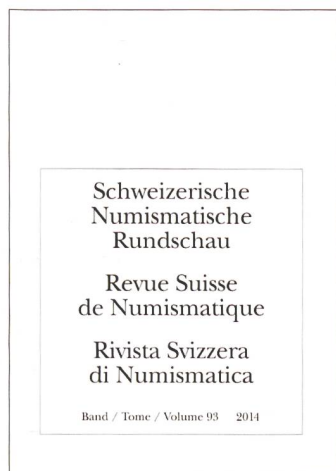 Schweizerische
Numismatische
Rundschau
Revue Suisse
de Numismatique
Rivista Svizzera
di Numismatica
Band / Tome / Volume 93 2014